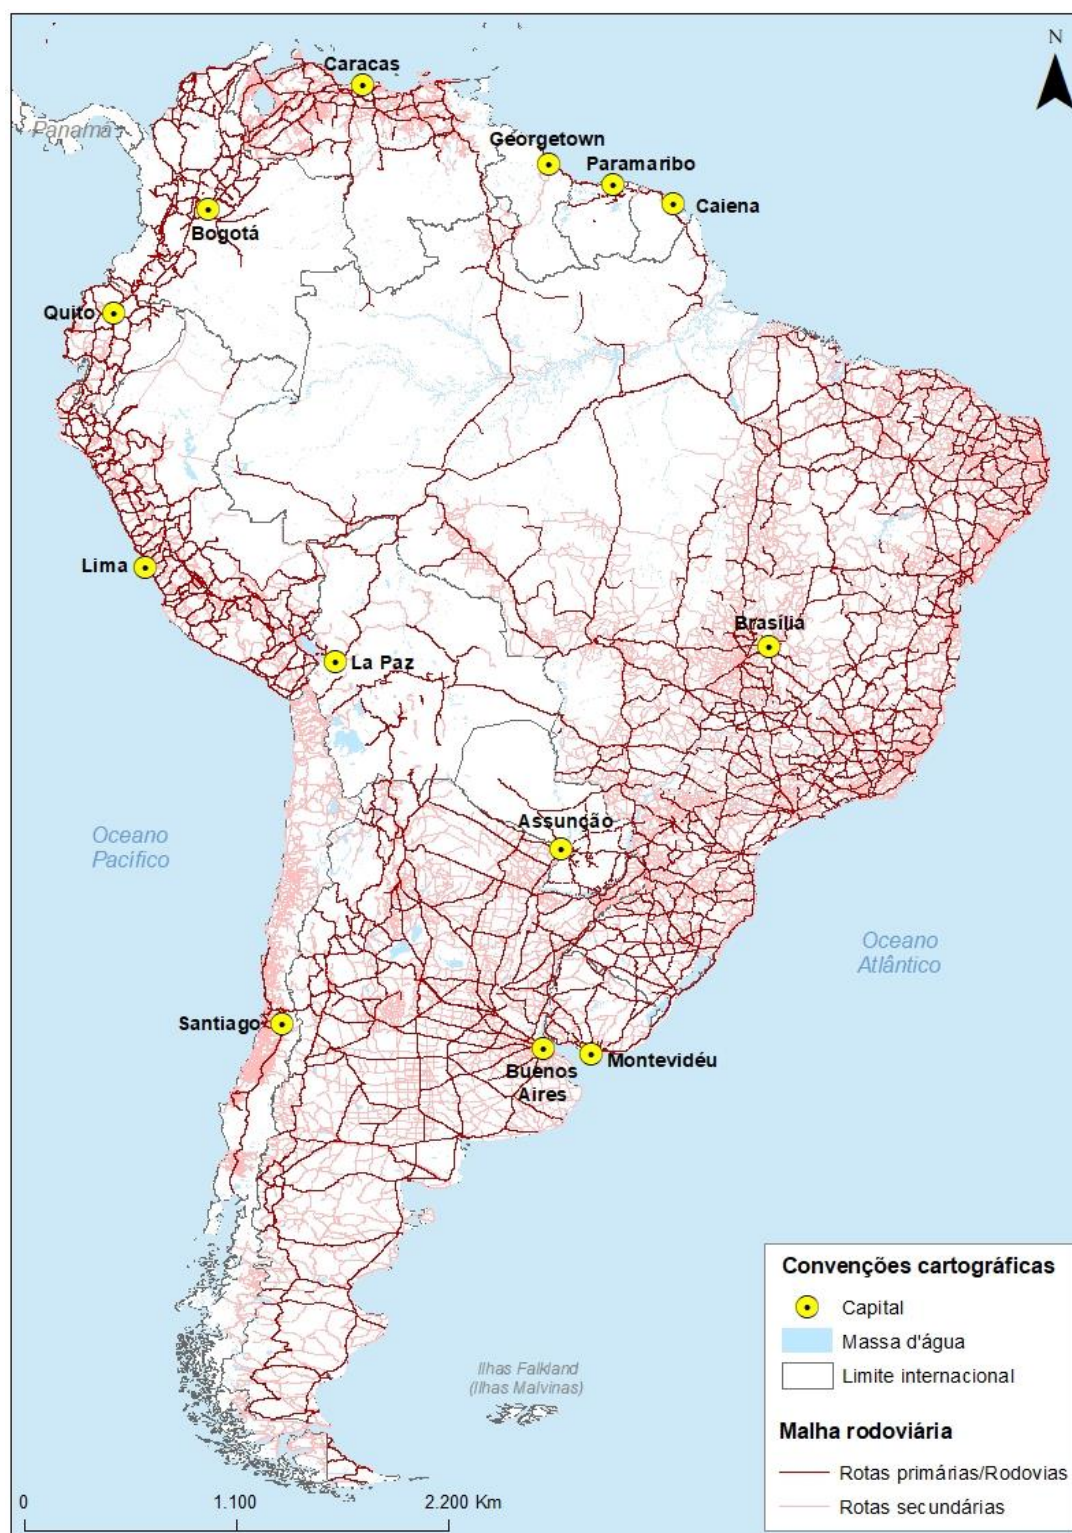 N
Caracas
Panamá
Georgetown
Paramaribo
Caiena
Bogotá
Quito
Lima
Brasíliá
La Paz
Oceano
Pacifico
Assunção
Oceano
Atlântico
Santiago
Buenos
Aires
Montevidéu
Ilhas Falkland
(Ilhas Malvinas)
Convenções cartográficas
Capital
Massa d'água
Limite internacional
Malha rodoviária
Rotas primárias/Rodovias
Rotas secundárias
0 1.100 2.200 Km